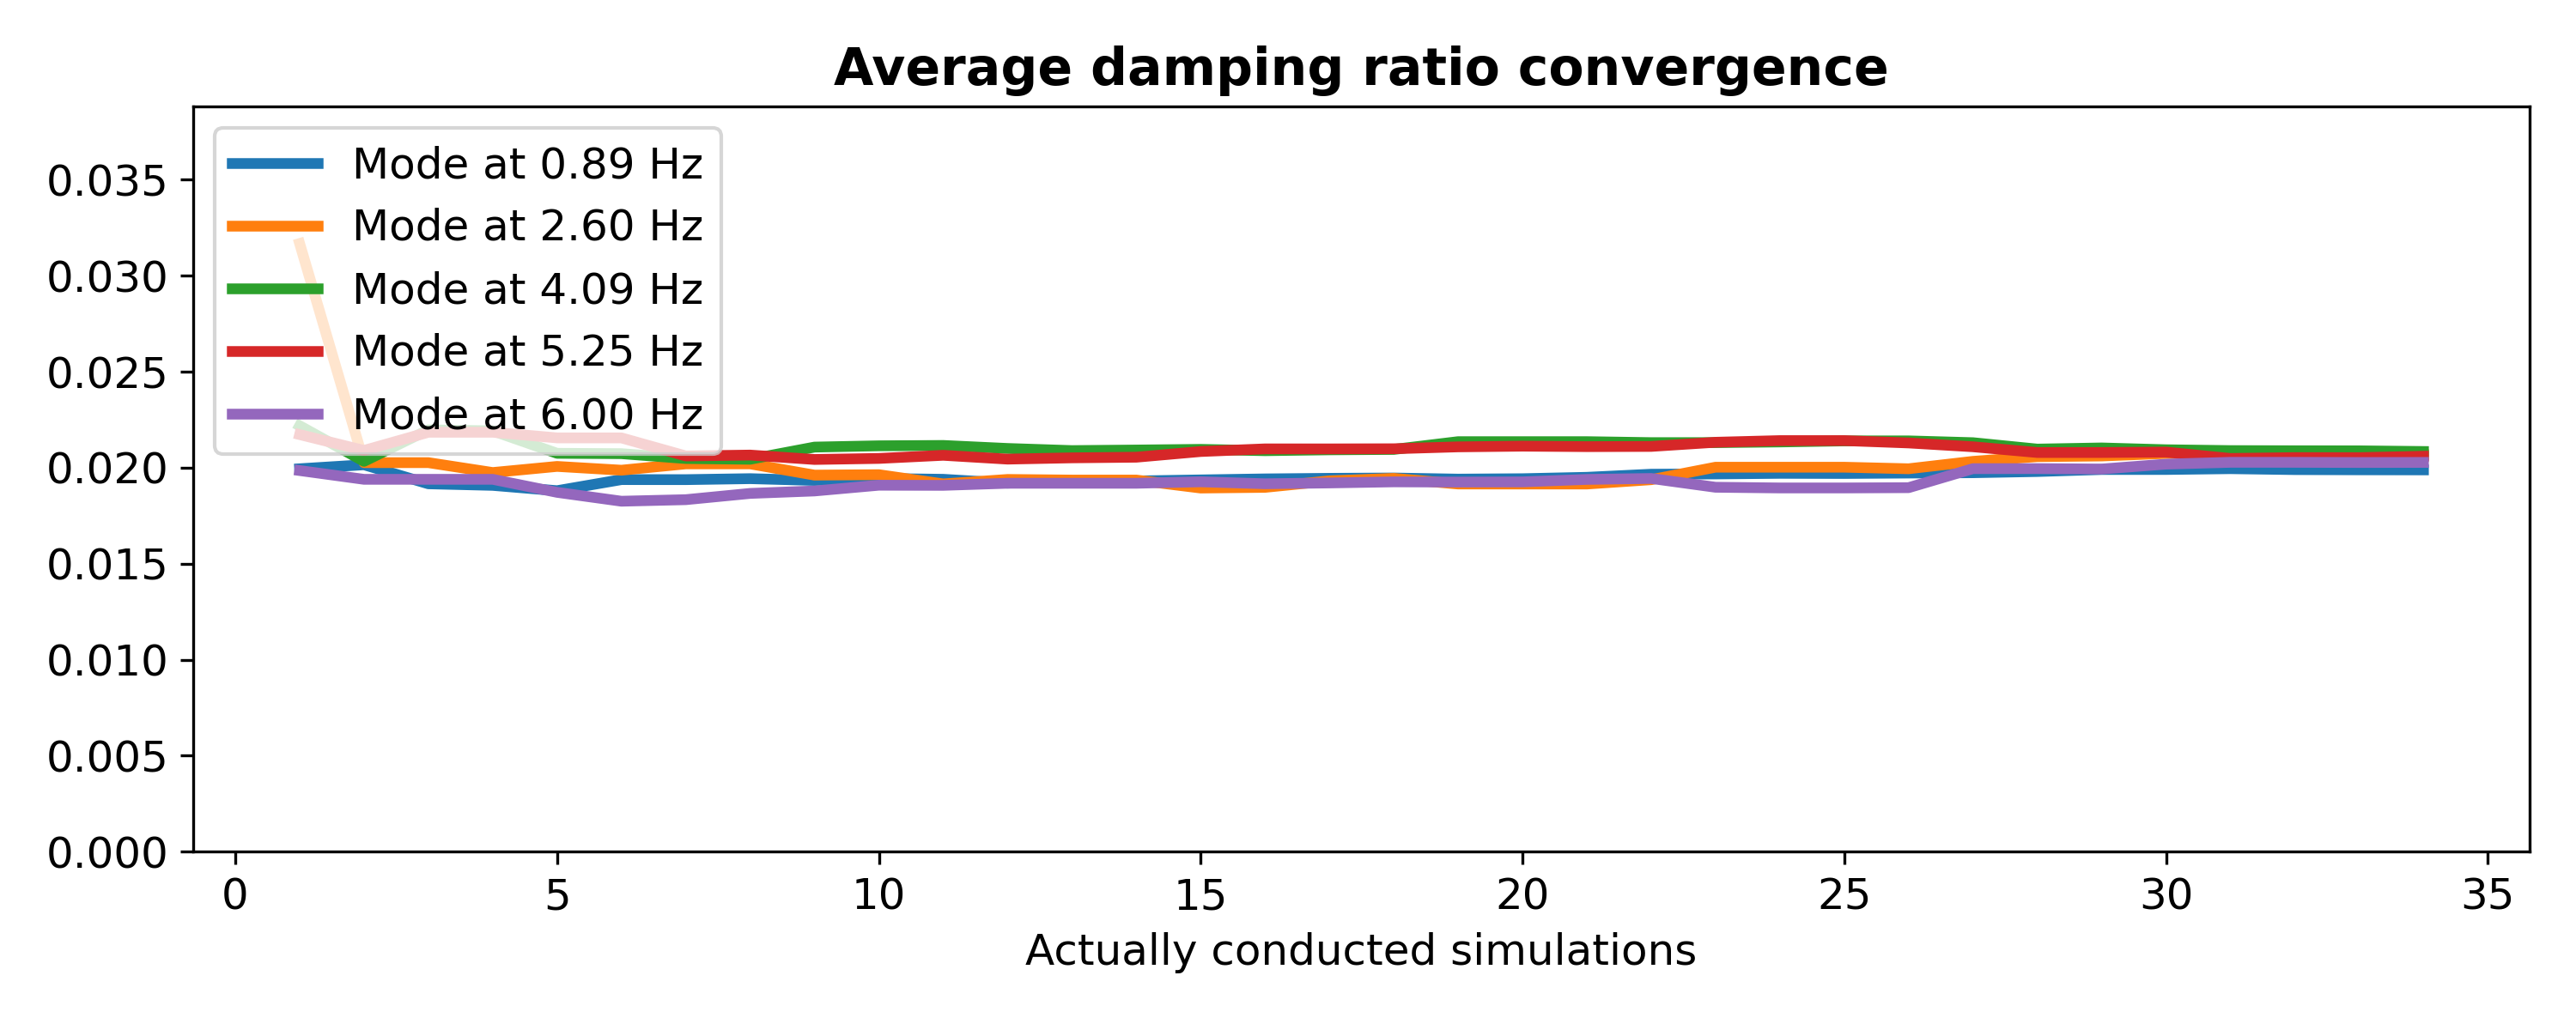 Average damping ratio convergence
Mode at 0.89 Hz
Mode at 2.60 Hz
Mode at 4.09 Hz
Mode at 5.25 Hz
Mode at 6.00 Hz
0.035
0.030
0.025
0.020
0.015
0.010
0.005
0.000
0 5 10 15 20 25 30 35
Actually conducted simulations